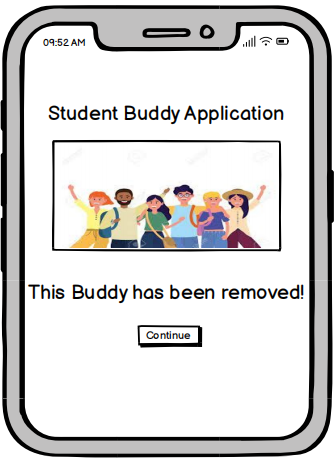 09:52 AM
Student Buddy Application
This Buddy has been removed!
Continue